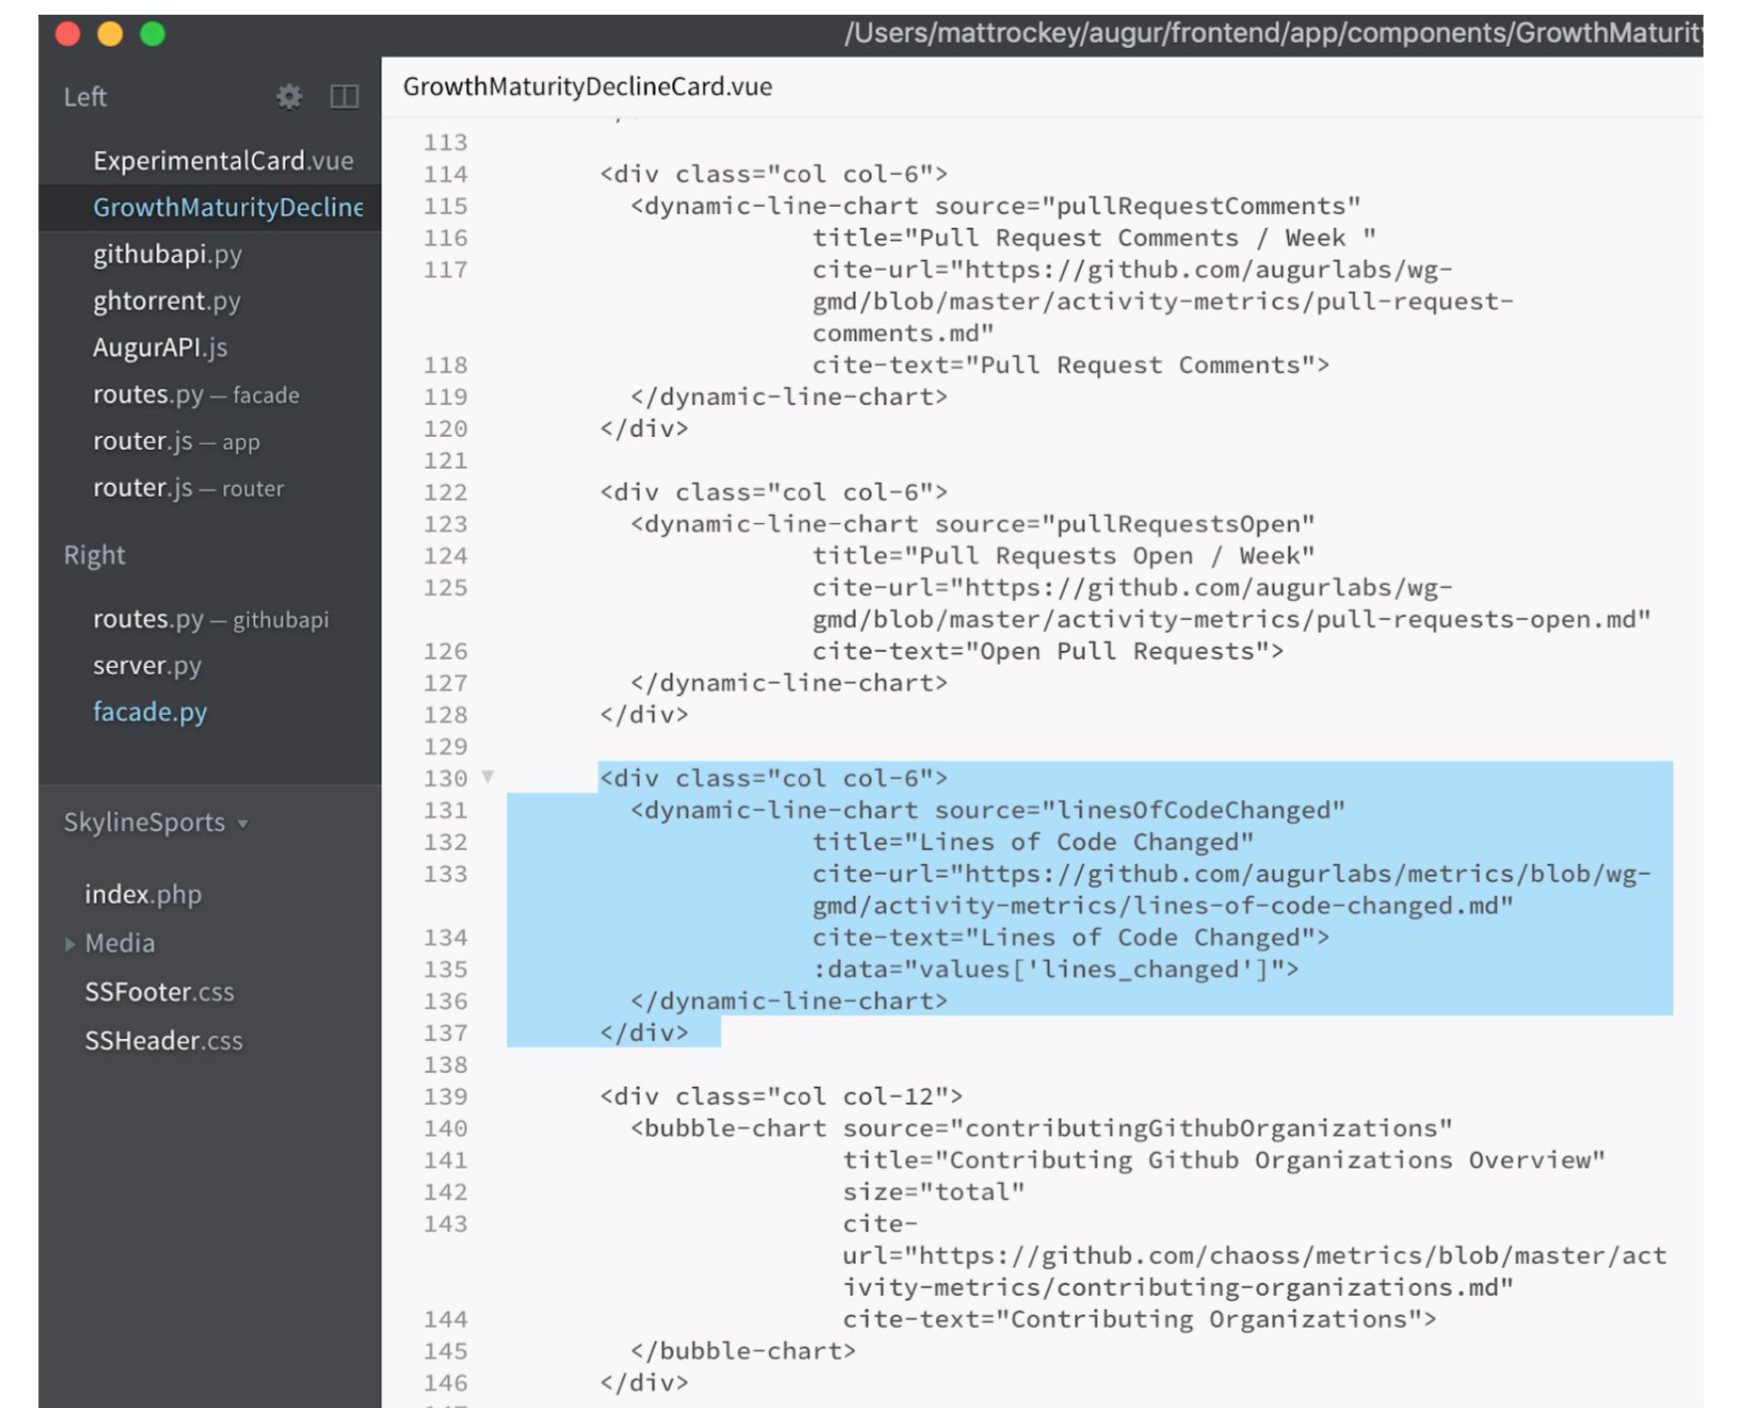 /Users/mattrockey/augur/frontend/app/components/GrowthMaturit
Left
ExperimentalCard.vue
GrowthMaturityDecline
githubapi.py
ghtorrent.py
AugurAPI.js
routes.py — facade
router.js — app
router.js — router
Right
routes.py — githubapi
server.py
facade.py
SkylineSports
index.php
Media
SSFooter.css
SSHeader.css
GrowthMaturityDeclineCard.vue
113
114 <div class="col col-6">
115 <dynamic-line-chart source="pullRequestComments"
116 title="Pull Request Comments / Week "
117 cite-url="https://github.com/augurlabs/wg-
gmd/blob/master/activity-metrics/pull-request-
comments.md"
118 cite-text="Pull Request Comments">
119 </dynamic-line-chart>
120 </div>
121
122 <div class="col col-6">
123 <dynamic-line-chart source="pullRequestsOpen"
124 title="Pull Requests Open / Week"
125 cite-url="https://github.com/augurlabs/wg-
gmd/blob/master/activity-metrics/pull-requests-open.md"
126 cite-text="Open Pull Requests">
127 </dynamic-line-chart>
128 </div>
129
130 <div class="col col-6">
131 <dynamic-line-chart source="linesOfCodeChanged"
132 title="Lines of Code Changed"
133 cite-url="https://github.com/augurlabs/metrics/blob/wg-
gmd/activity-metrics/lines-of-code-changed.md"
134 cite-text="Lines of Code Changed">
135 :data="values['lines_changed']">
136 </dynamic-line-chart>
137 </div>
138
139 <div class="col col-12">
140 <bubble-chart source="contributingGithubOrganizations"
141 title="Contributing Github Organizations Overview"
142 size="total"
143 cite-
url="https://github.com/chaoss/metrics/blob/master/act
ivity-metrics/contributing-organizations.md"
144 cite-text="Contributing Organizations">
145 </bubble-chart>
146 </div>